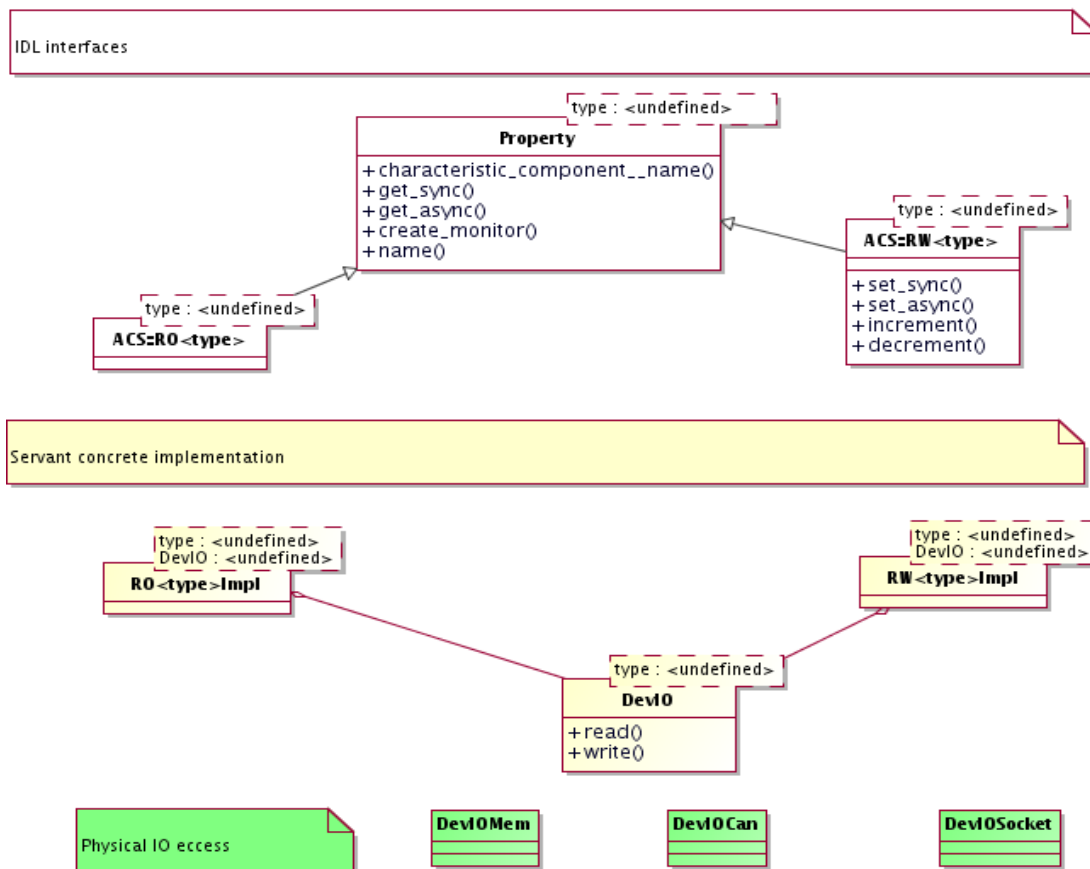 IDL interfaces
type : <undefined>
Property
+characteristic_component__name()
+get_sync()
+get_async()
+create_monitor()
+name()
type : <undefined>
ACS::RW<type>
+set_sync()
+set_async()
+increment()
+decrement()
type : <undefined>
ACS::RO<type>
Servant concrete implementation
type : <undefined>
DevIO : <undefined>
RO<type>Impl
type : <undefined>
DevIO : <undefined>
RW<type>Impl
type : <undefined>
DevIO
+read()
+write()
Physical IO eccess
DevIOMem
DevIOCan
DevIOSocket